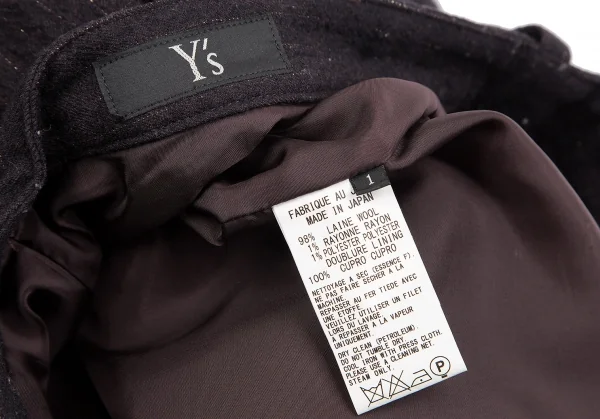 Y's
1
FABRIQUE AU J
MADE IN JAPAN
98% LAINE WOOL
1% RAYONNE RAYON
1% POLYESTER POLYESTER
DOUBLURE LINING
100% CUPRO CUPRO
NETTOYAGE A SEC (ESSENCE F).
NE PAS FAIRE SÉCHER À LA
MACHINE.
REPASSER AU FER TIEDE AVEC
UNE ETOFFE.
VEUILLEZ UTILISER UN FILET
LORS DU LAVAGE.
A REPASSER À LA VAPEUR
UNIQUEMENT.
DRY CLEAN (PETROLEUM).
DO NOT TUMBLE DRY.
COOL IRON WITH PRESS CLOTH.
PLEASE USE A CLEANING NET.
STEAM ONLY.
P